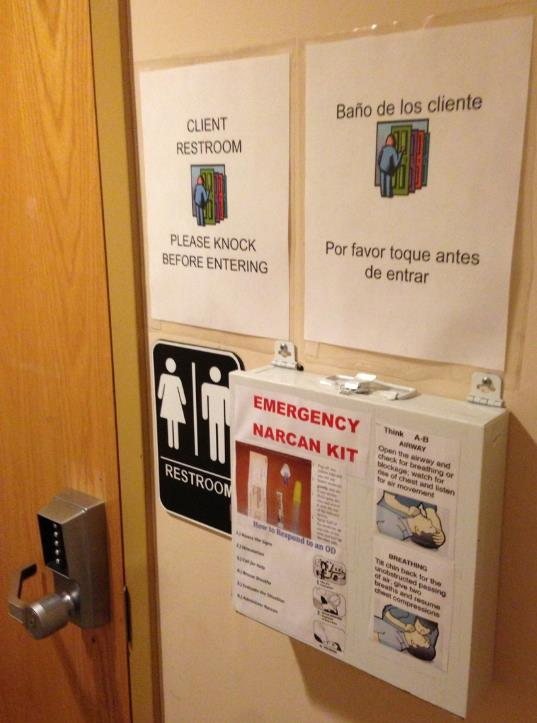 CLIENT
RESTROOM
PLEASE KNOCK
BEFORE ENTERING
Baño de los cliente
Por favor toque antes
de entrar
RESTROOM
EMERGENCY
NARCAN KIT
How to Respond to an OD
Think A-B
AIRWAY
Open the airway and
check for breathing or
blockage; watch for
rise of chest and listen
for air movement
BREATHING
Tilt chin back for the
unobstructed passing
of air give two
breaths and resume
chest compressions